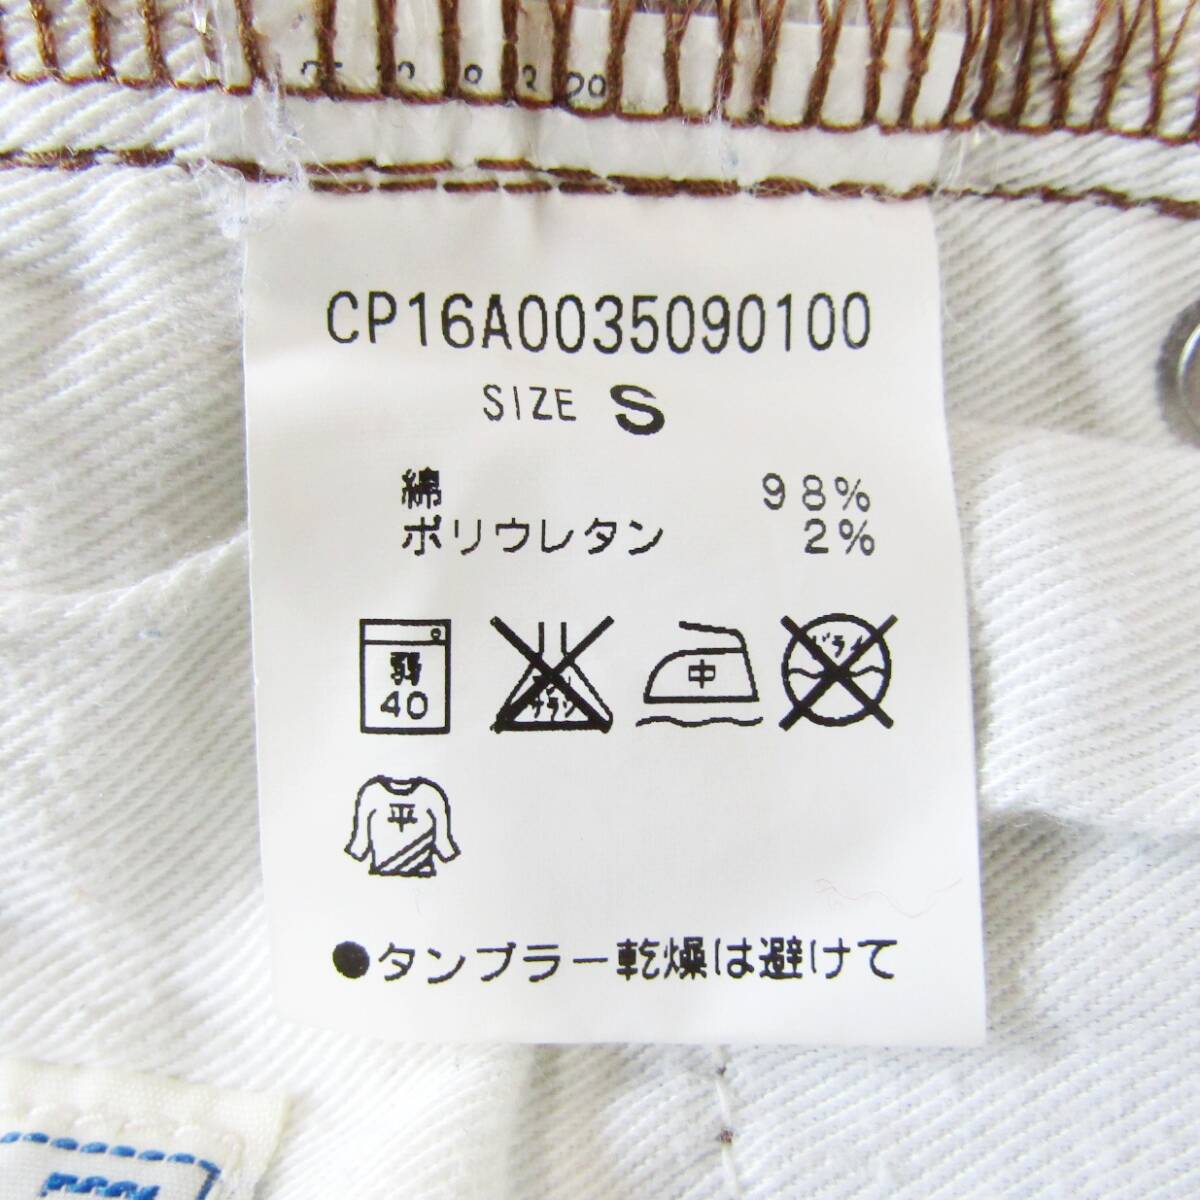 CP16A0035090100
SIZE S
綿 98%
ポリウレタン 2%
弱
40
中
ドライ
平
●タンブラー乾燥は避けて